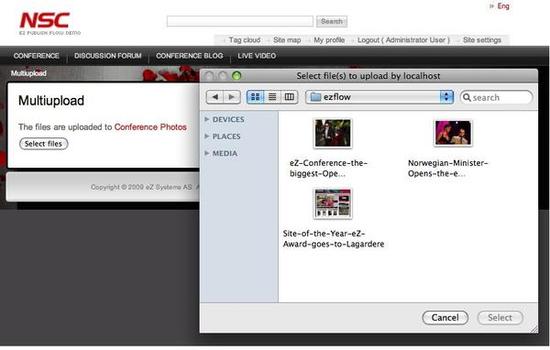 » Eng
NSC
EZ PUBLISH FLOW DEMO
Search
Tag cloud Site map My profile Logout ( Administrator User ) Site settings
CONFERENCE DISCUSSION FORUM CONFERENCE BLOG LIVE VIDEO
Multiupload
Select file(s) to upload by localhost
Multiupload
The files are uploaded to Conference Photos
Select files
Copyright © 2009 eZ Systems AS. A
ezflow
search
DEVICES
PLACES
MEDIA
eZ-Conference-the-
biggest-Ope...
Norwegian-Minister-
Opens-the-e...
Site-of-the-Year-eZ-
Award-goes-to-Lagardere
Cancel Select